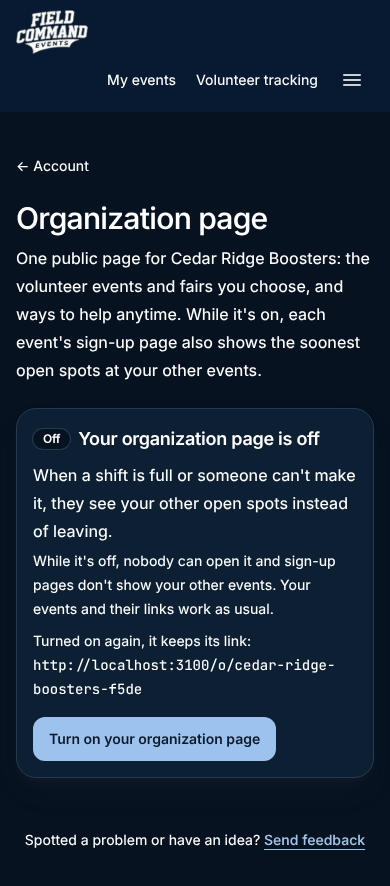 FIELD
COMMAND
EVENTS
My events Volunteer tracking
← Account
Organization page
One public page for Cedar Ridge Boosters: the
volunteer events and fairs you choose, and
ways to help anytime. While it's on, each
event's sign-up page also shows the soonest
open spots at your other events.
Off Your organization page is off
When a shift is full or someone can't make
it, they see your other open spots instead
of leaving.
While it's off, nobody can open it and sign-up
pages don't show your other events. Your
events and their links work as usual.
Turned on again, it keeps its link:
http://localhost:3100/o/cedar-ridge-
boosters-f5de
Turn on your organization page
Spotted a problem or have an idea? Send feedback